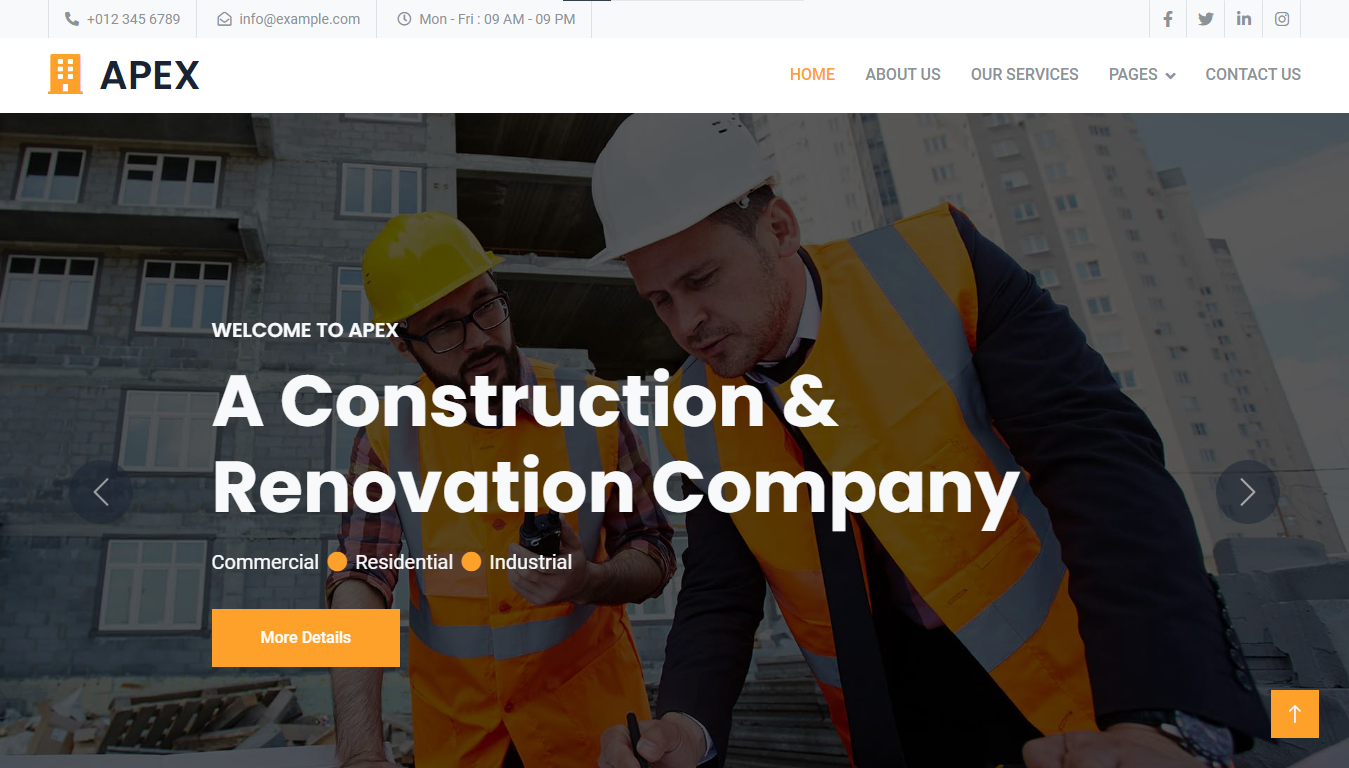 +012 345 6789
info@example.com
Mon - Fri : 09 AM - 09 PM
APEX
HOME
ABOUT US
OUR SERVICES
PAGES
CONTACT US
WELCOME TO APEX
A Construction &
Renovation Company
Commercial Residential Industrial
More Details